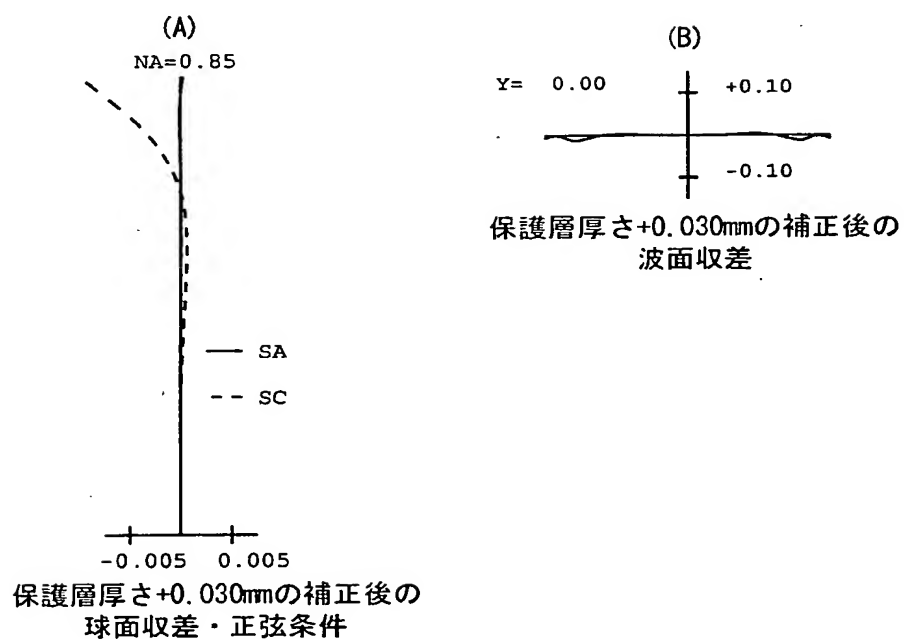 (A)
NA=0.85
SA
SC
-0.005 0.005
保護層厚さ+0.030mmの補正後の
球面収差・正弦条件
(B)
Y= 0.00
+0.10
-0.10
保護層厚さ+0.030mmの補正後の
波面収差